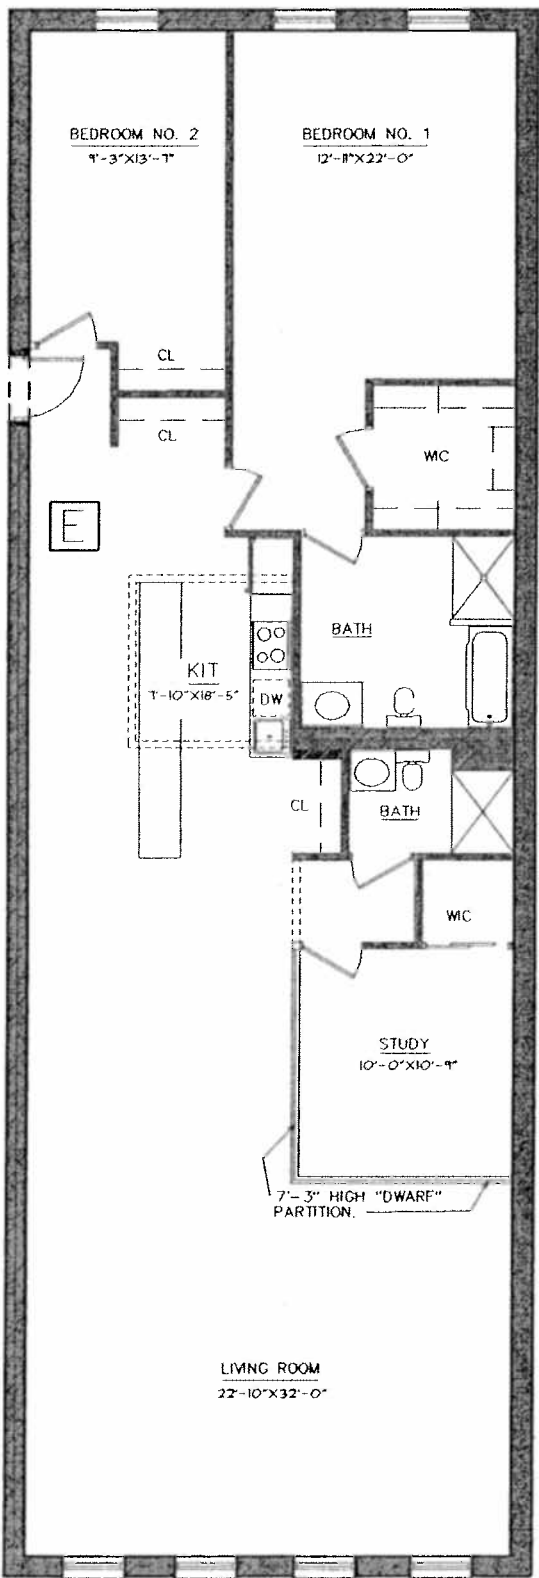 BEDROOM NO. 2
9'-3"X13'-7"
BEDROOM NO. 1
12'-11"X22'-0"
CL
CL
WIC
E
BATH
KIT
7'-10"X18'-5"
DW
CL
BATH
WIC
STUDY
10'-0"X10'-9"
7'-3" HIGH "DWARF"
PARTITION.
LIVING ROOM
22'-10"X32'-0"